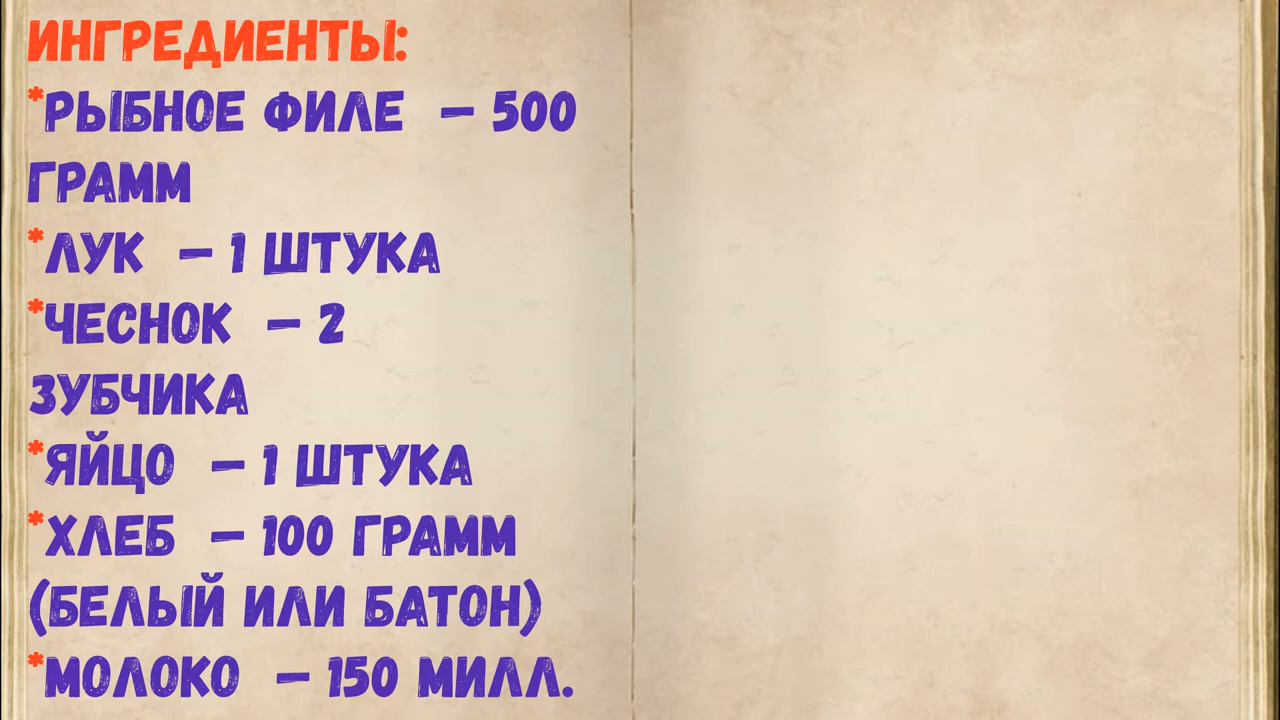 ИНГРЕДИЕНТЫ:
*РЫБНОЕ ФИЛЕ – 500
ГРАММ
*ЛУК – 1 ШТУКА
*ЧЕСНОК – 2
ЗУБЧИКА
*ЯЙЦО – 1 ШТУКА
*ХЛЕБ – 100 ГРАММ
(БЕЛЫЙ ИЛИ БАТОН)
*МОЛОКО – 150 МИЛЛ.